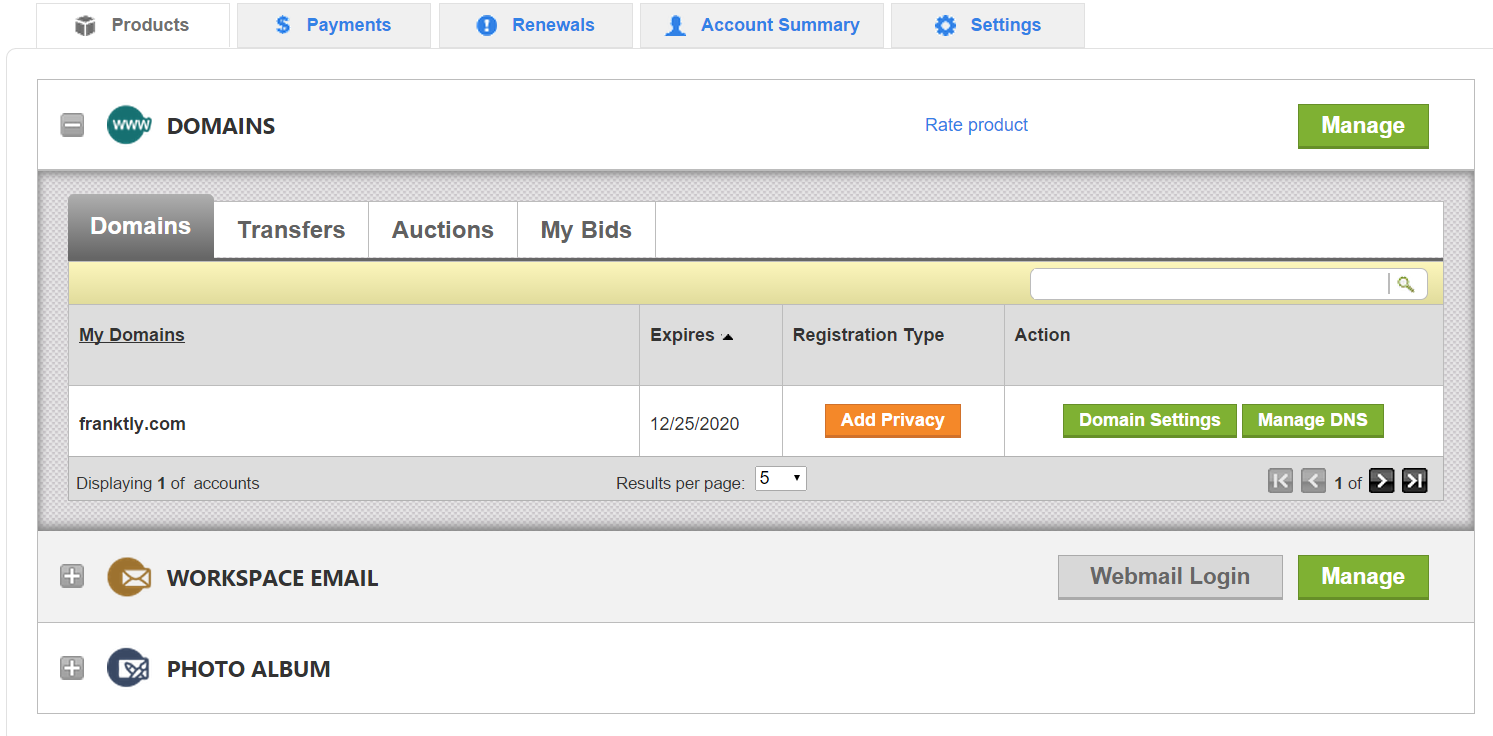 Products Payments Renewals Account Summary Settings
www DOMAINS Rate product Manage
Domains Transfers Auctions My Bids
My Domains Expires Registration Type Action
franktly.com 12/25/2020 Add Privacy Domain Settings Manage DNS
Displaying 1 of accounts Results per page: 5 1 of
WORKSPACE EMAIL Webmail Login Manage
PHOTO ALBUM